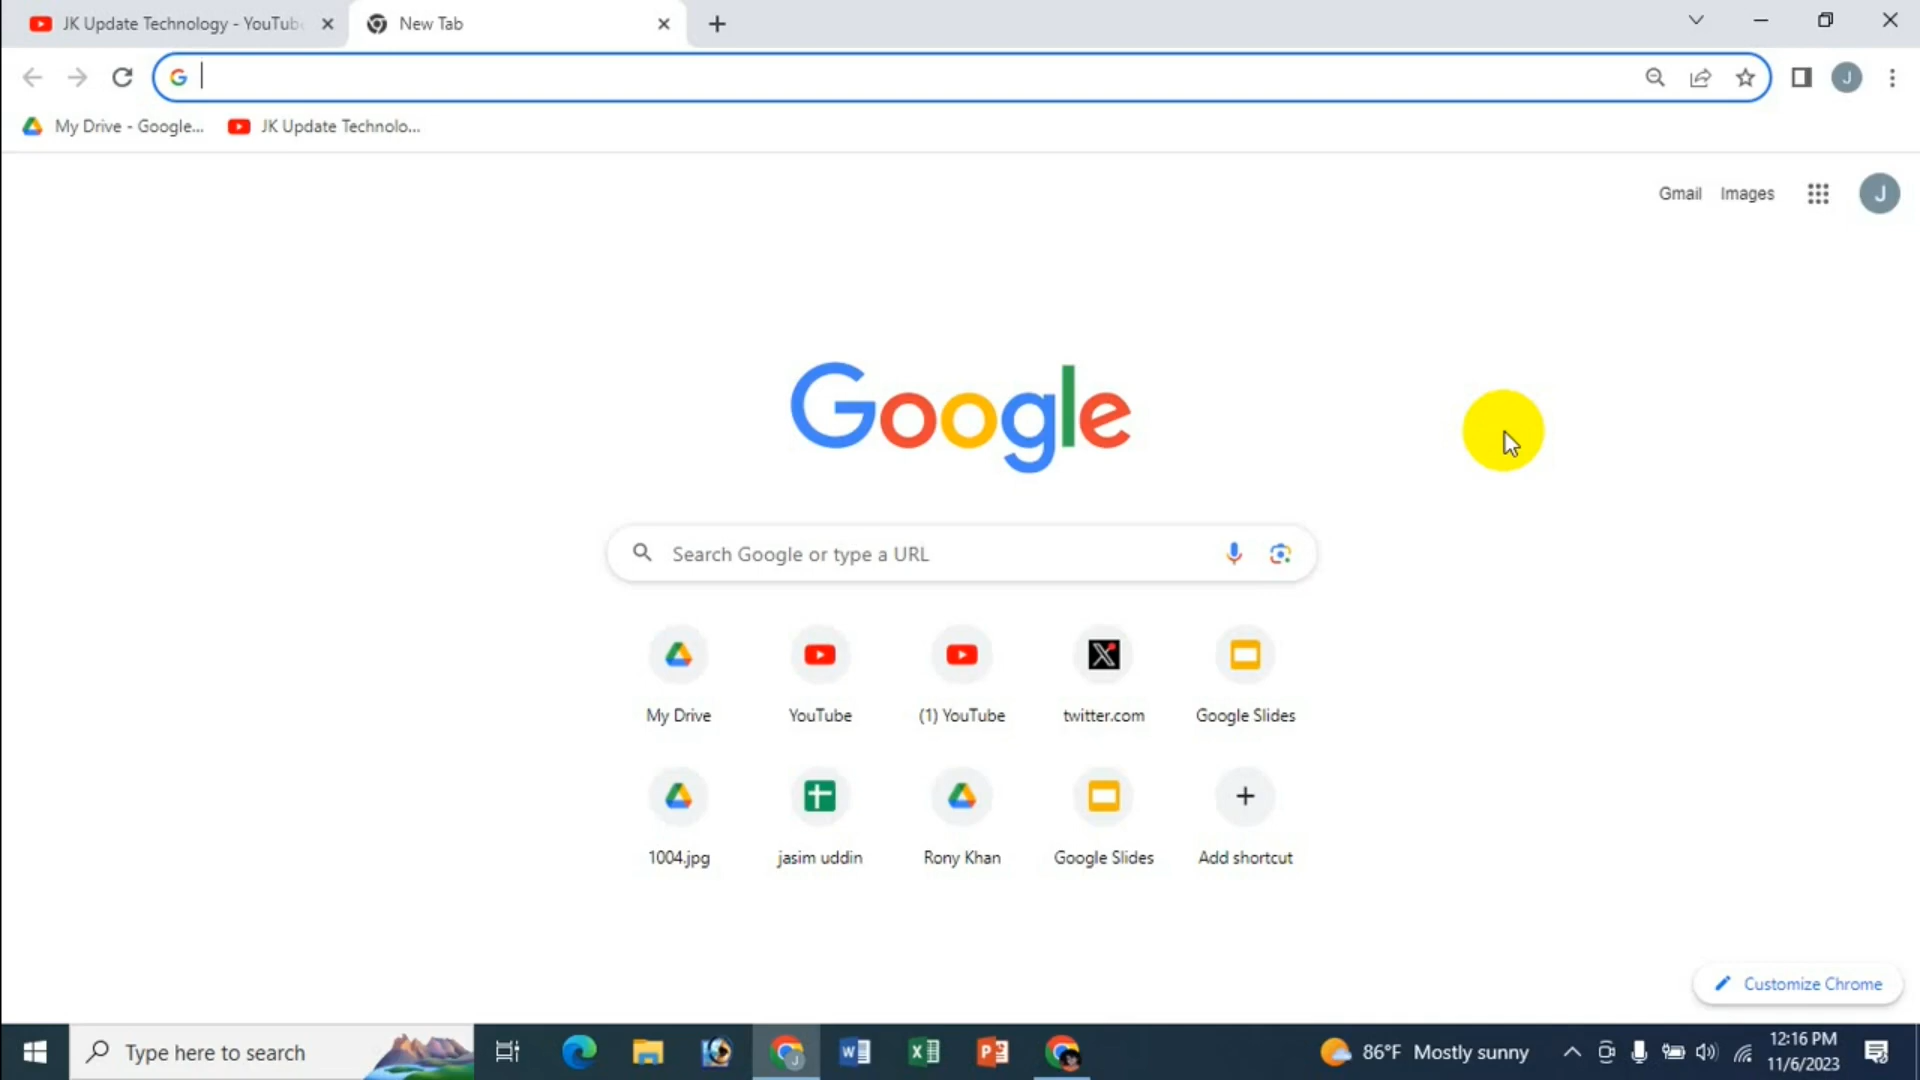 JK Update Technology - YouTub
New Tab
My Drive - Google...
JK Update Technolo...
J
Gmail
Images
J
Google
Search Google or type a URL
My Drive
YouTube
(1) YouTube
twitter.com
Google Slides
1004.jpg
jasim uddin
Rony Khan
Google Slides
Add shortcut
Customize Chrome
Type here to search
86°F Mostly sunny
12:16 PM
11/6/2023